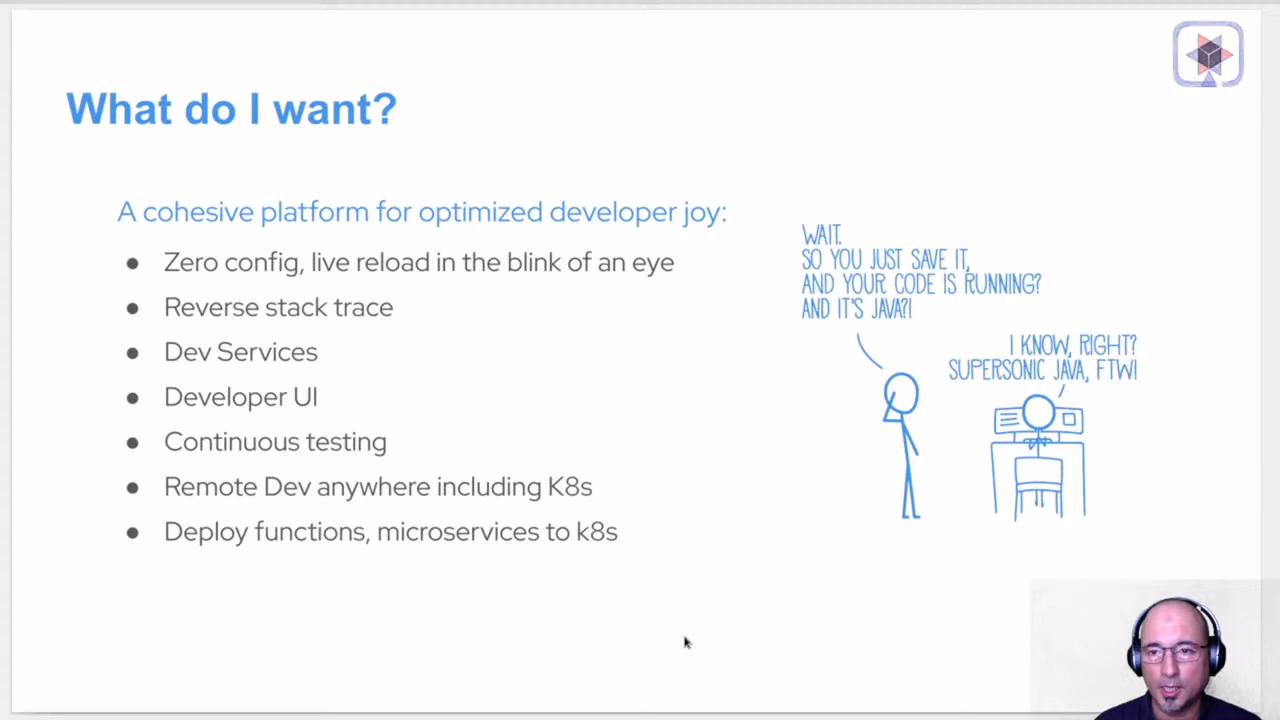 What do I want?
A cohesive platform for optimized developer joy:
● Zero config, live reload in the blink of an eye
● Reverse stack trace
● Dev Services
● Developer UI
● Continuous testing
● Remote Dev anywhere including K8s
● Deploy functions, microservices to k8s
WAIT.
SO YOU JUST SAVE IT,
AND YOUR CODE IS RUNNING?
AND IT'S JAVA?!
I KNOW, RIGHT?
SUPERSONIC JAVA, FTW!